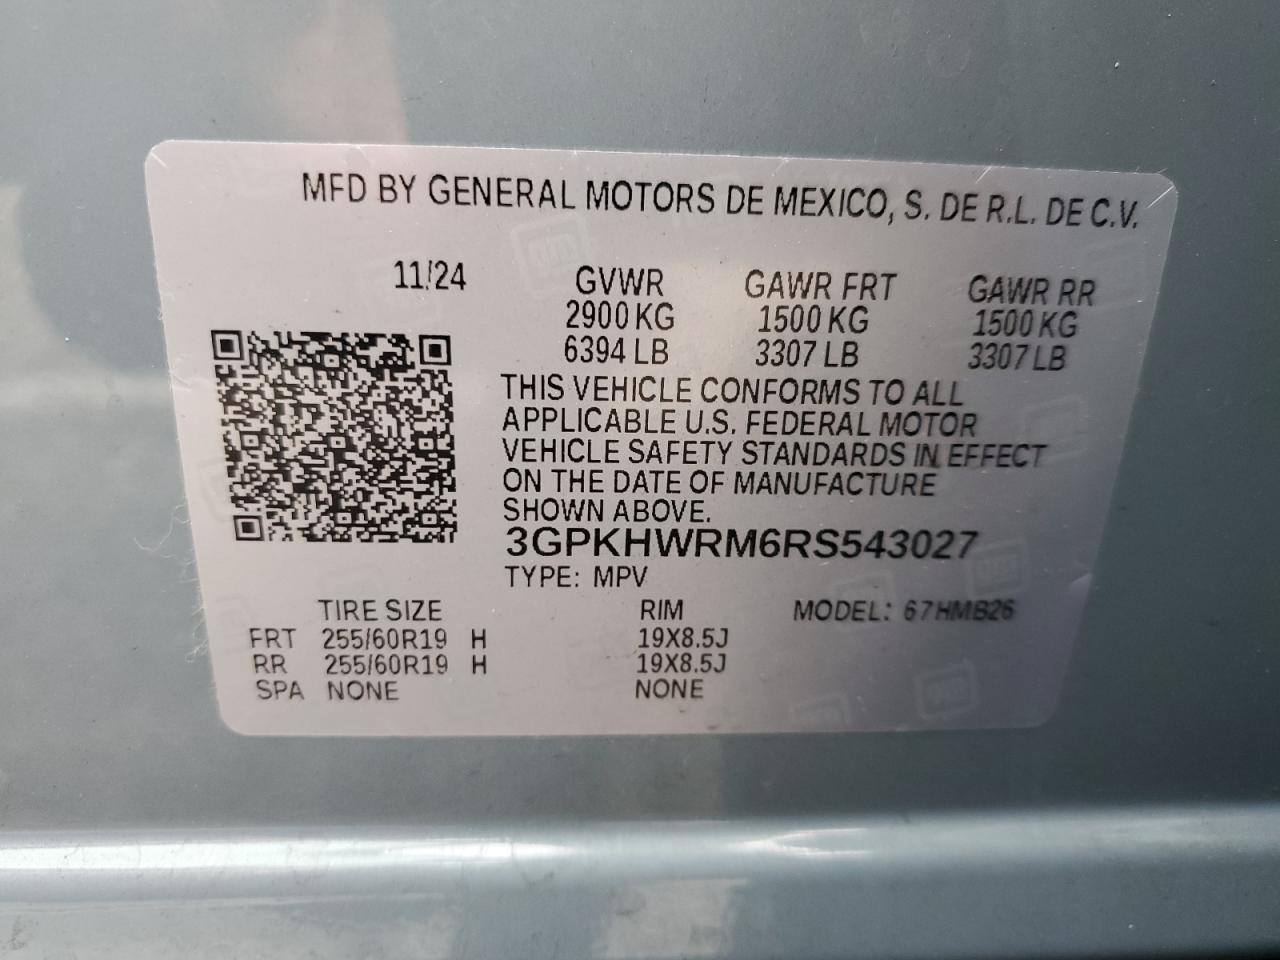 MFD BY GENERAL MOTORS DE MEXICO, S. DE R.L. DE C.V.
11/24 GVWR GAWR FRT GAWR RR
2900 KG 1500 KG 1500 KG
6394 LB 3307 LB 3307 LB
THIS VEHICLE CONFORMS TO ALL
APPLICABLE U.S. FEDERAL MOTOR
VEHICLE SAFETY STANDARDS IN EFFECT
ON THE DATE OF MANUFACTURE
SHOWN ABOVE.
3GPKHWRM6RS543027
TYPE: MPV
TIRE SIZE RIM MODEL: 67HMB26
FRT 255/60R19 H 19X8.5J
RR 255/60R19 H 19X8.5J
SPA NONE NONE